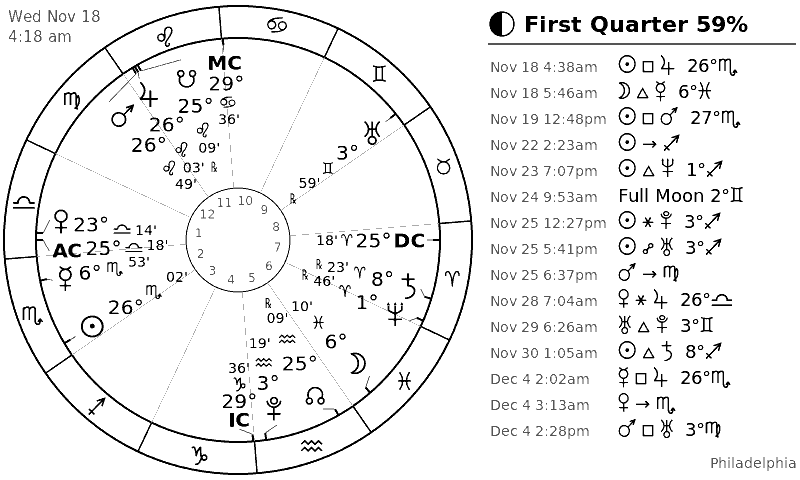 Wed Nov 18
4:18 am
First Quarter 59%
Nov 18 4:38am ☉ □ ♃ 26°♏
Nov 18 5:46am ☽ △ ☿ 6°♓
Nov 19 12:48pm ☉ □ ♂ 27°♏
Nov 22 2:23am ☉ → ♐
Nov 23 7:07pm ☉ △ ♆ 1°♐
Nov 24 9:53am Full Moon 2°♊
Nov 25 12:27pm ☉ ⚹ ⚘ 3°♐
Nov 25 5:41pm ☉ ☍ ♅ 3°♐
Nov 25 6:37pm ♂ → ♍
Nov 28 7:04am ♀ ⚹ ♃ 26°♎
Nov 29 6:26am ♅ △ ⚘ 3°♊
Nov 30 1:05am ☉ △ ♄ 8°♐
Dec 4 2:02am ☿ □ ♃ 26°♏
Dec 4 3:13am ♀ → ♏
Dec 4 2:28pm ♂ □ ♅ 3°♍
Philadelphia
MC
29°
♋
36'
☋
25°
♃
26°
♌
09'
♂
26°
♌
03' ℞
♌
49'
♅
3°
♊
59'
℞
♀ 23° ♎ 14'
AC 25° ♎ 18'
☿ 6° ♏ 53'
☉ 26° ♏ 02'
18' ♈ 25° DC
℞ 23' ♈ 8° ♄
℞ 46' ♈ 1° ♆
10' ♓ 6° ☽
℞ 09' ♒ 25° ☊
19' ♒ 3°
36' ♑ 29° IC
1
2
3
4
5
6
7
8
9
10
11
12